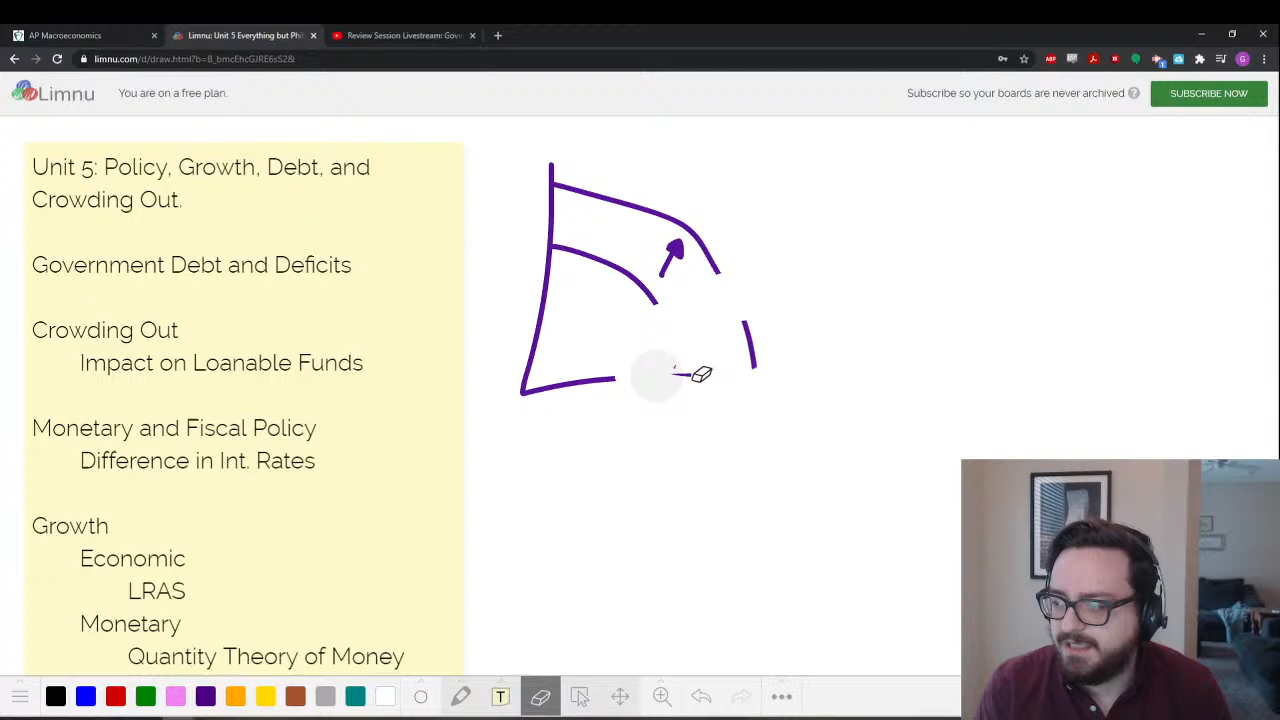 AP Macroeconomics
Limnu: Unit 5 Everything but Phi
Review Session Livestream: Gove
limnu.com/d/draw.html?b=8_bmcEhcGJRE6sS2&
Limnu
You are on a free plan.
Subscribe so your boards are never archived ?
SUBSCRIBE NOW
Unit 5: Policy, Growth, Debt, and
Crowding Out.
Government Debt and Deficits
Crowding Out
Impact on Loanable Funds
Monetary and Fiscal Policy
Difference in Int. Rates
Growth
Economic
LRAS
Monetary
Quantity Theory of Money
T